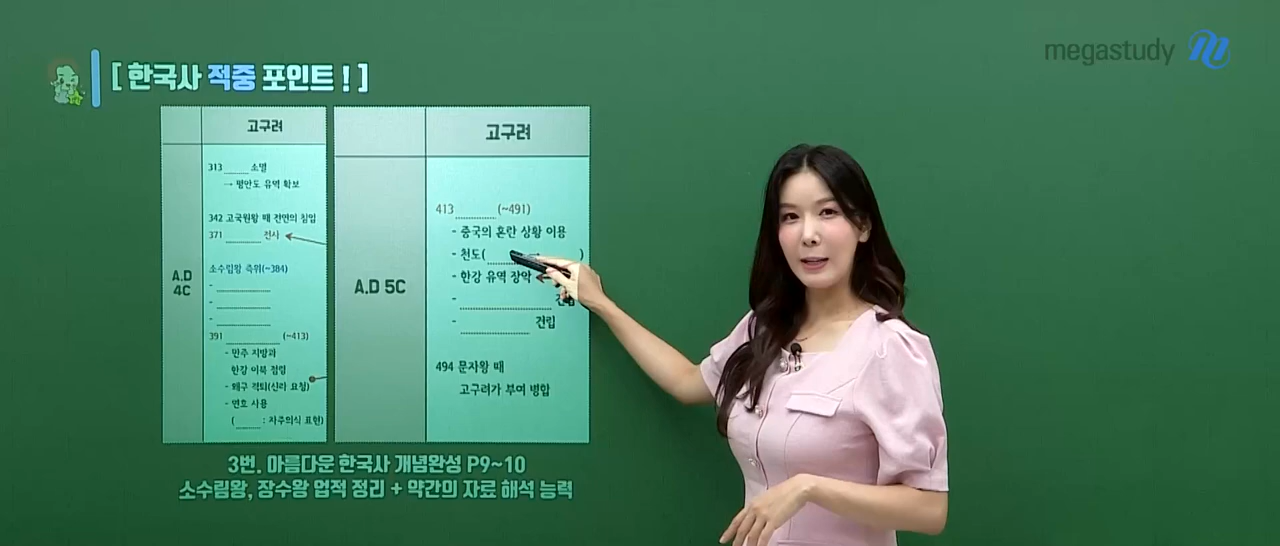 [ 한국사 적중 포인트 ! ]
megastudy
고구려
A.D
4C
313 ........ 소멸
→ 평안도 유역 확보
342 고국원왕 때 전연의 침입
371 ............ 전사
소수림왕 즉위(~384)
- ..................
- ..................
- ..................
391 .................. (~413)
- 만주 지방과
한강 이북 점령
- 왜구 격퇴(신라 요청)
- 연호 사용
( ........ : 자주의식 표현)
고구려
A.D 5C
413 ............ (~491)
- 중국의 혼란 상황 이용
- 천도( ............ )
- 한강 유역 장악
- .................. 건립
- .................. 건립
494 문자왕 때
고구려가 부여 병합
3번. 아름다운 한국사 개념완성 P9~10
소수림왕, 장수왕 업적 정리 + 약간의 자료 해석 능력